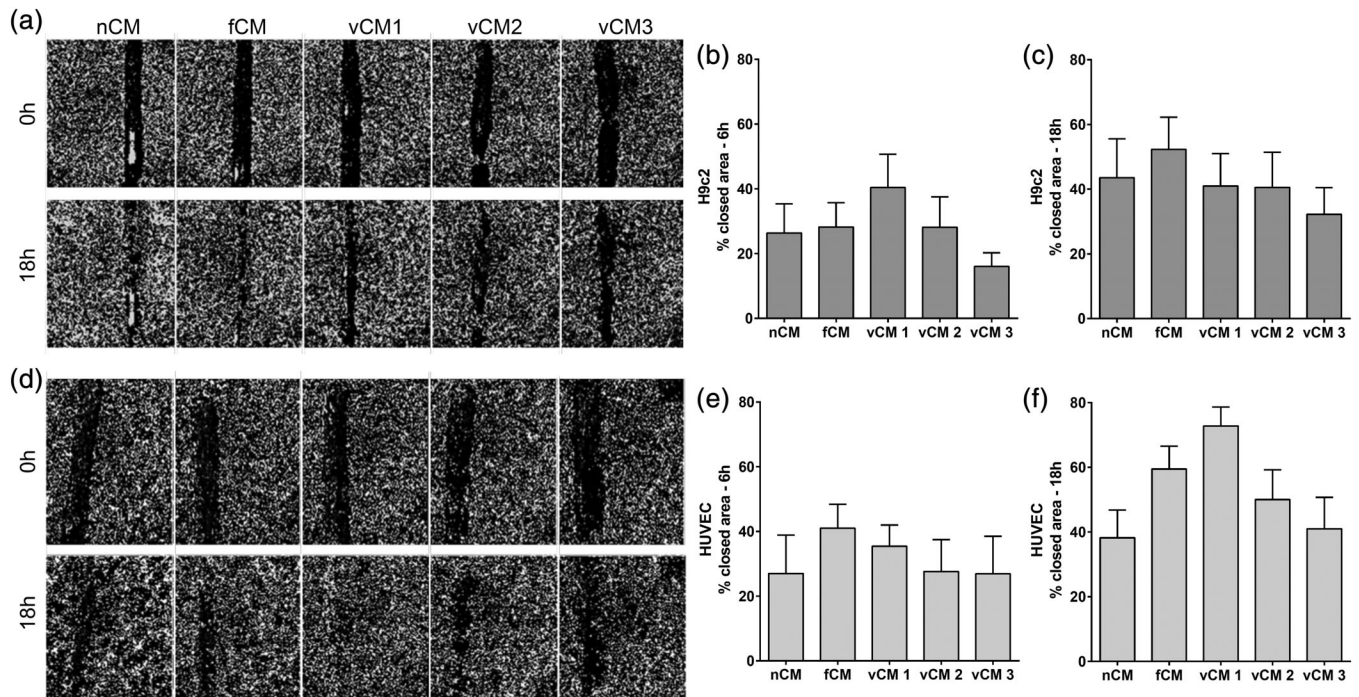 (a)
nCM fCM vCM1 vCM2 vCM3
0h
18h
(b)
H9c2
% closed area - 6h
80
60
40
20
0
nCM fCM vCM 1 vCM 2 vCM 3
(c)
H9c2
% closed area - 18h
80
60
40
20
0
nCM fCM vCM 1 vCM 2 vCM 3
(d)
0h
18h
(e)
HUVEC
% closed area - 6h
80
60
40
20
0
nCM fCM vCM 1 vCM 2 vCM 3
(f)
HUVEC
% closed area - 18h
80
60
40
20
0
nCM fCM vCM 1 vCM 2 vCM 3